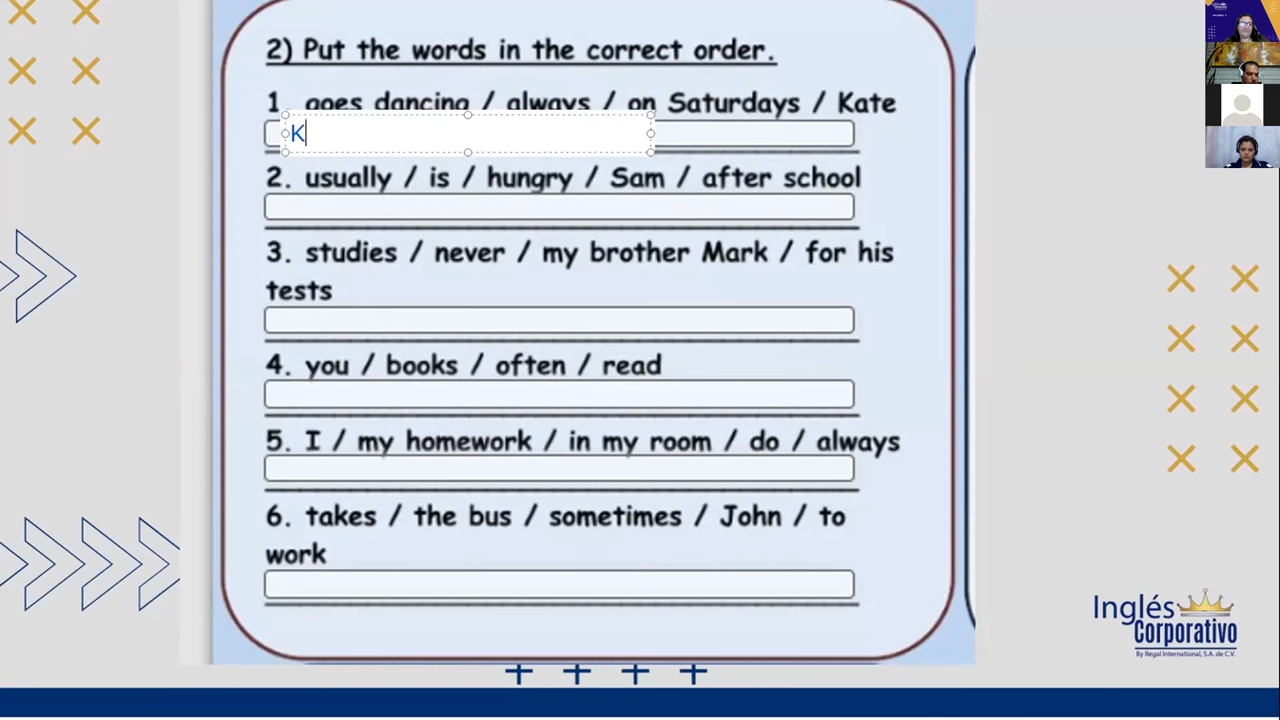 2) Put the words in the correct order.
1. goes dancing / always / on Saturdays / Kate
K
2. usually / is / hungry / Sam / after school
3. studies / never / my brother Mark / for his
tests
4. you / books / often / read
5. I / my homework / in my room / do / always
6. takes / the bus / sometimes / John / to
work
Inglés
Corporativo
By Regal International, S.A. de C.V.